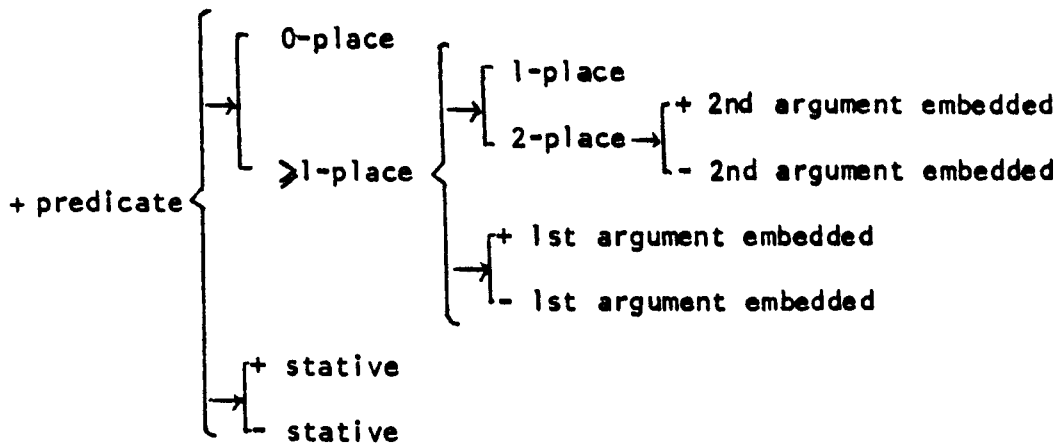 0-place
1-place
+ 2nd argument embedded
2-place
- 2nd argument embedded
⩾1-place
+ predicate
+ 1st argument embedded
- 1st argument embedded
+ stative
- stative